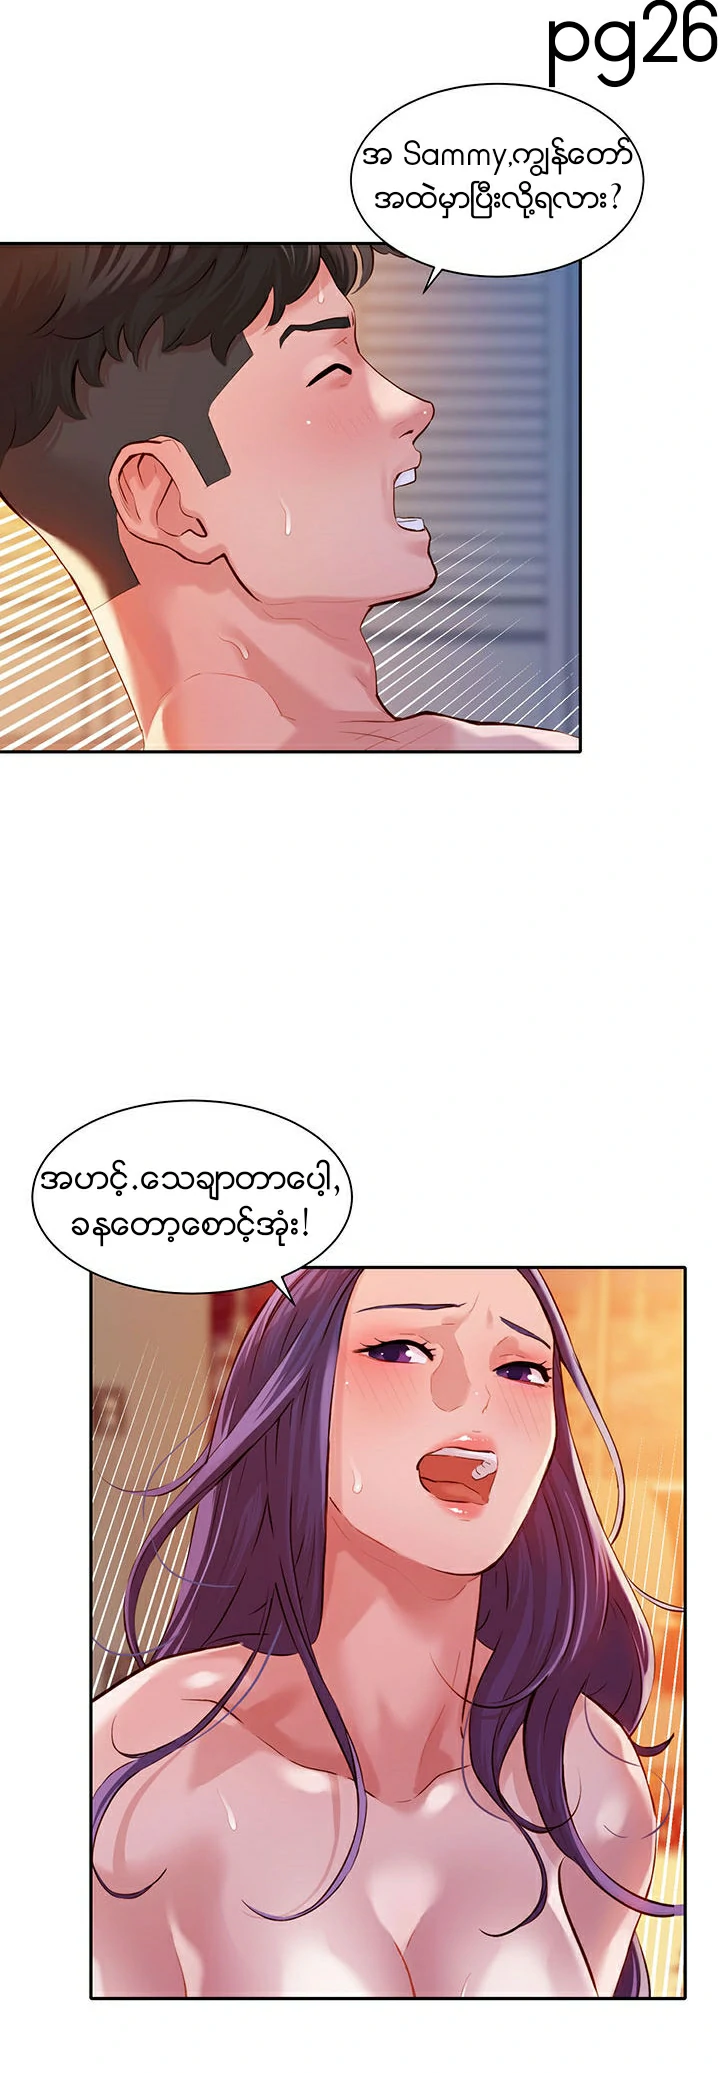 pg26
အ Sammy,ကျွန်တော်
အထဲမှာပြီးလို့ရလား?
အဟင့်.သေချာတာပေါ့,
ခနတော့စောင့်အုံး!